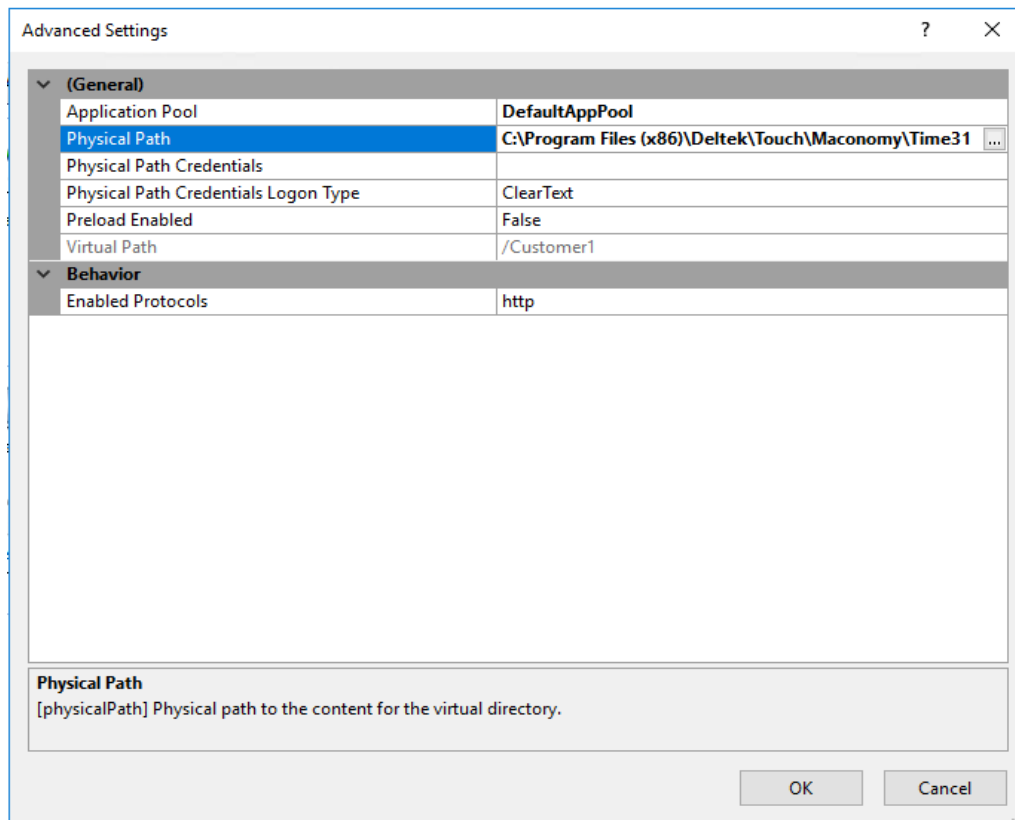 Advanced Settings ?
(General)
Application Pool DefaultAppPool
Physical Path C:\Program Files (x86)\Deltek\Touch\Maconomy\Time31 ...
Physical Path Credentials
Physical Path Credentials Logon Type ClearText
Preload Enabled False
Virtual Path /Customer1
Behavior
Enabled Protocols http
Physical Path
[physicalPath] Physical path to the content for the virtual directory.
OK Cancel